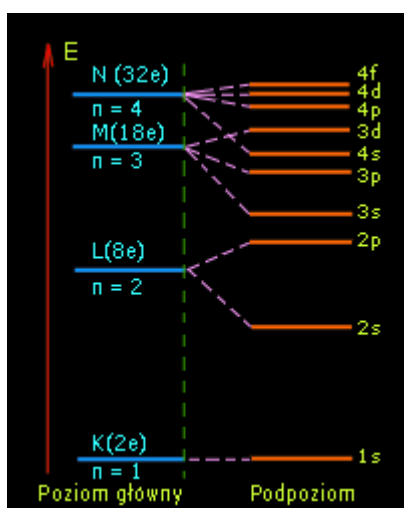 E
N (32e)
n = 4
M(18e)
n = 3
L(8e)
n = 2
K(2e)
n = 1
4f
4d
4p
3d
4s
3p
3s
2p
2s
1s
Poziom główny
Podpoziom